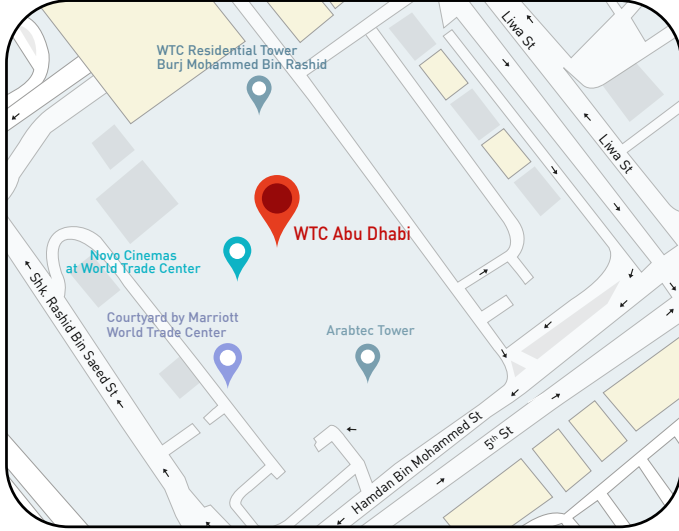 Liwa St
WTC Residential Tower
Burj Mohammed Bin Rashid
Liwa St
WTC Abu Dhabi
Novo Cinemas
at World Trade Center
Shk. Rashid Bin Saeed St
Courtyard by Marriott
World Trade Center
Arabtec Tower
Hamdan Bin Mohammed St
5th St